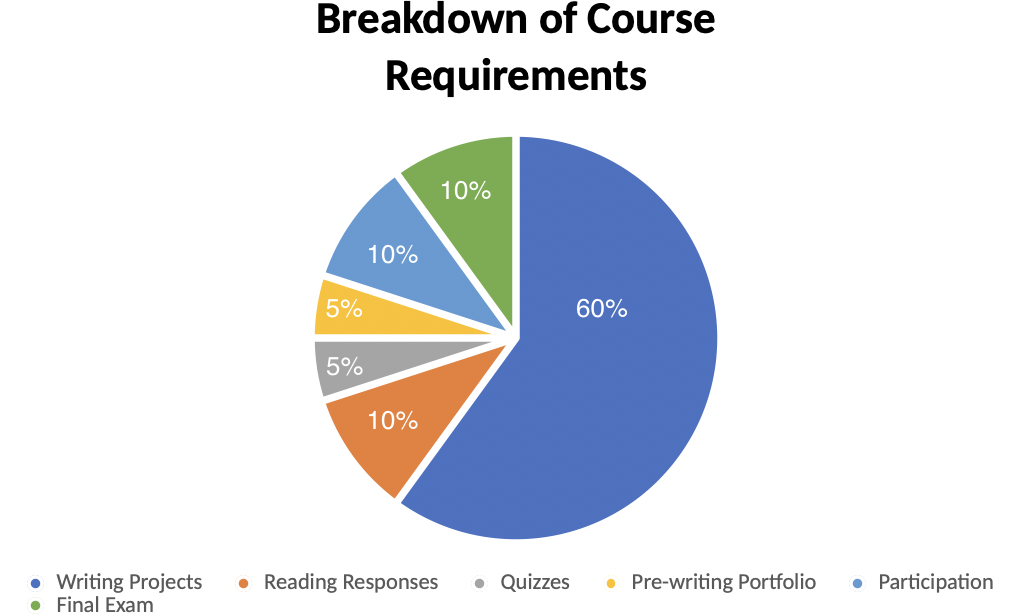 Breakdown of Course
Requirements
10%
10%
60%
5%
5%
10%
Writing Projects Reading Responses Quizzes Pre-writing Portfolio Participation
Final Exam